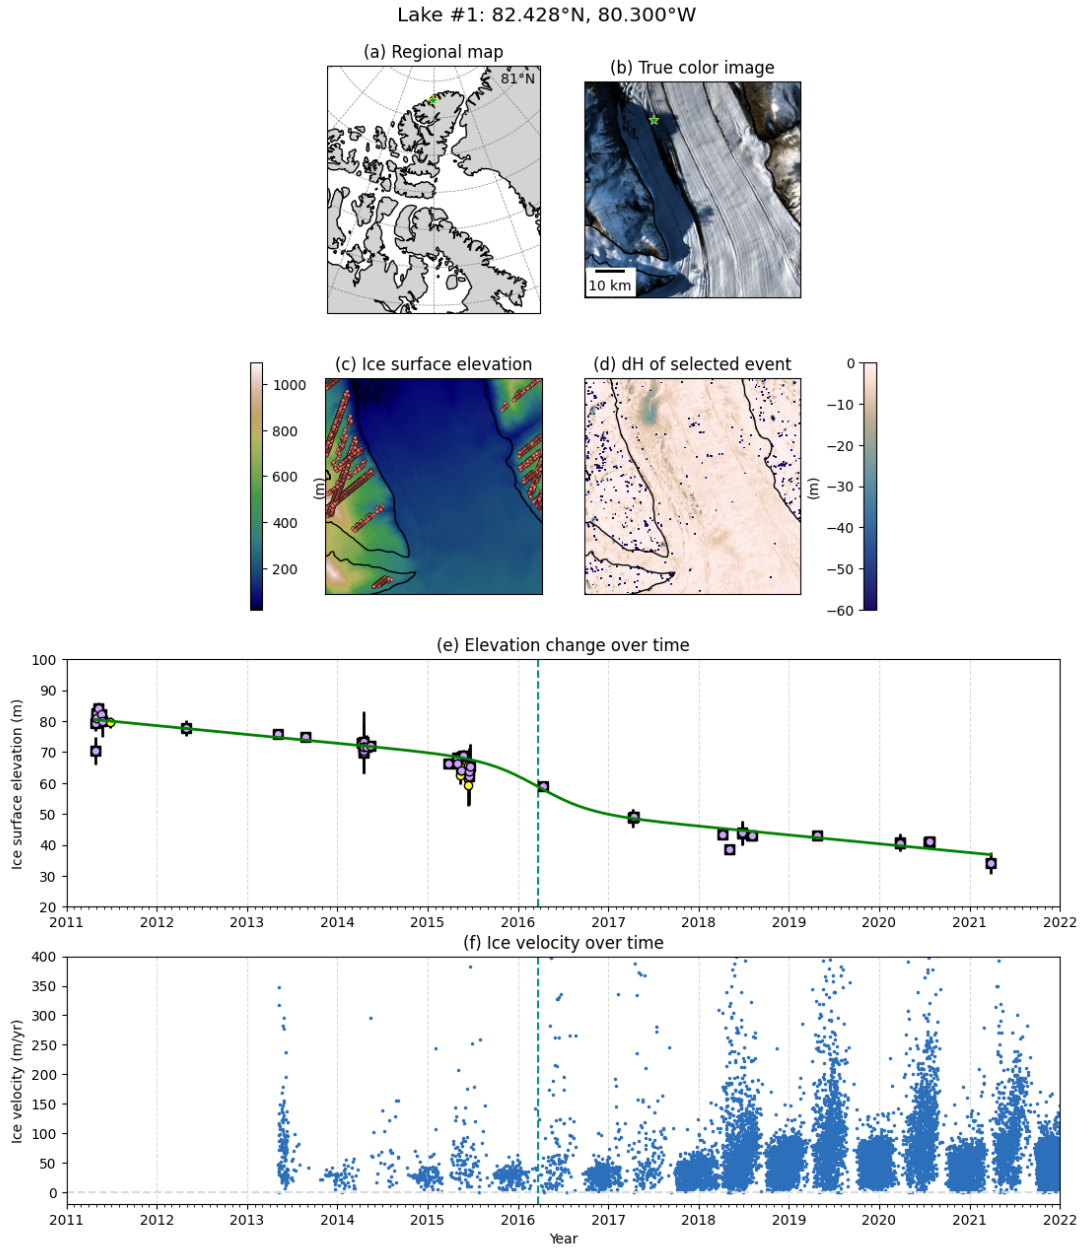 Lake #1: 82.428°N, 80.300°W
(a) Regional map
81°N
(b) True color image
10 km
(c) Ice surface elevation
1000
800
600
400
200
(m)
(d) dH of selected event
0
−10
−20
−30
−40
−50
−60
(m)
(e) Elevation change over time
Ice surface elevation (m)
100
90
80
70
60
50
40
30
20
2011 2012 2013 2014 2015 2016 2017 2018 2019 2020 2021 2022
(f) Ice velocity over time
Ice velocity (m/yr)
400
350
300
250
200
150
100
50
0
2011 2012 2013 2014 2015 2016 2017 2018 2019 2020 2021 2022
Year